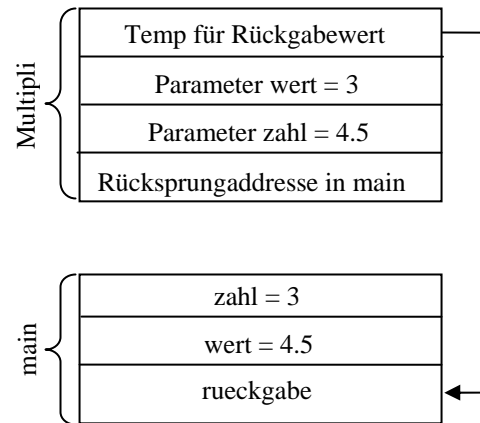 Multipli
Temp für Rückgabewert
Parameter wert = 3
Parameter zahl = 4.5
Rücksprungaddresse in main
main
zahl = 3
wert = 4.5
rueckgabe